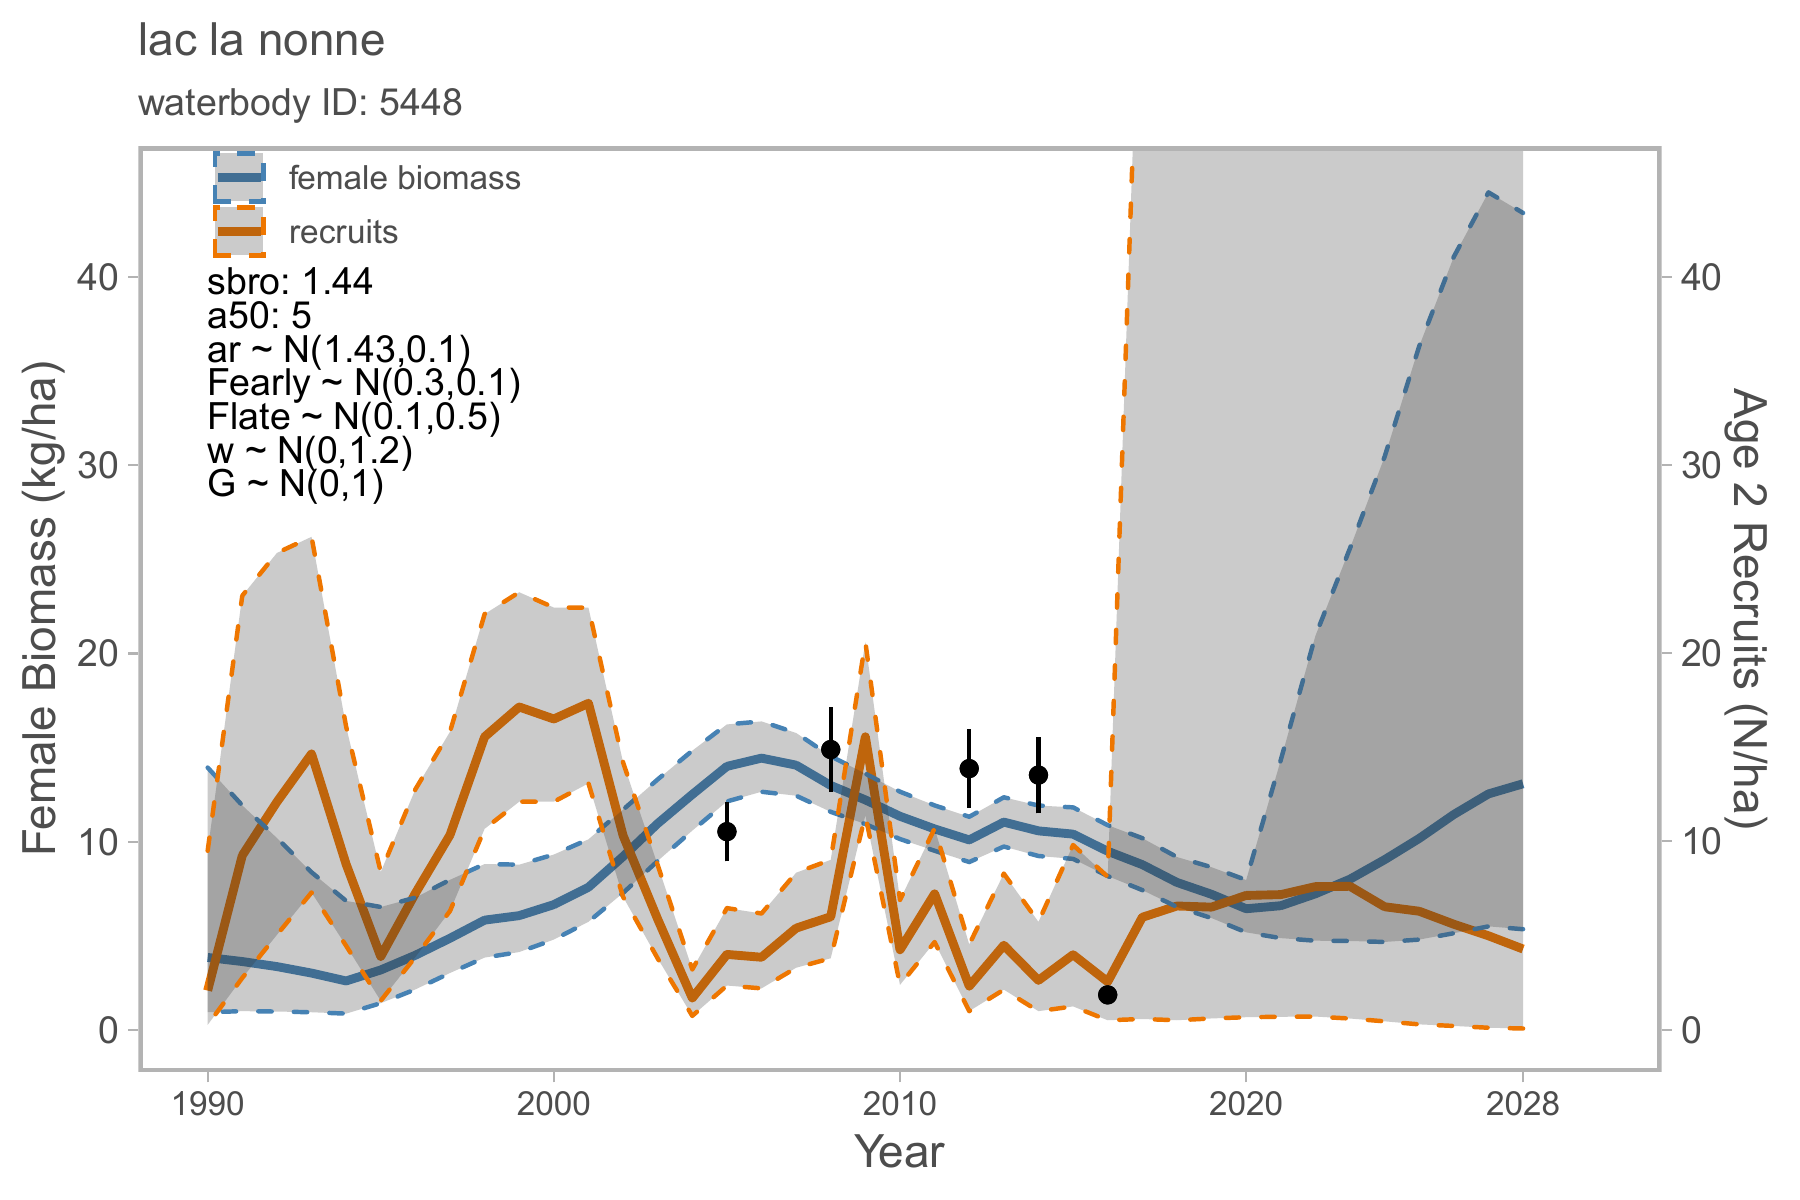 lac la nonne
waterbody ID: 5448
female biomass
recruits
sbro: 1.44
a50: 5
ar ~ N(1.43,0.1)
Fearly ~ N(0.3,0.1)
Flate ~ N(0.1,0.5)
w ~ N(0,1.2)
G ~ N(0,1)
Female Biomass (kg/ha)
40
30
20
10
0
40
30
20
10
0
Age 2 Recruits (N/ha)
1990
2000
2010
2020
2028
Year